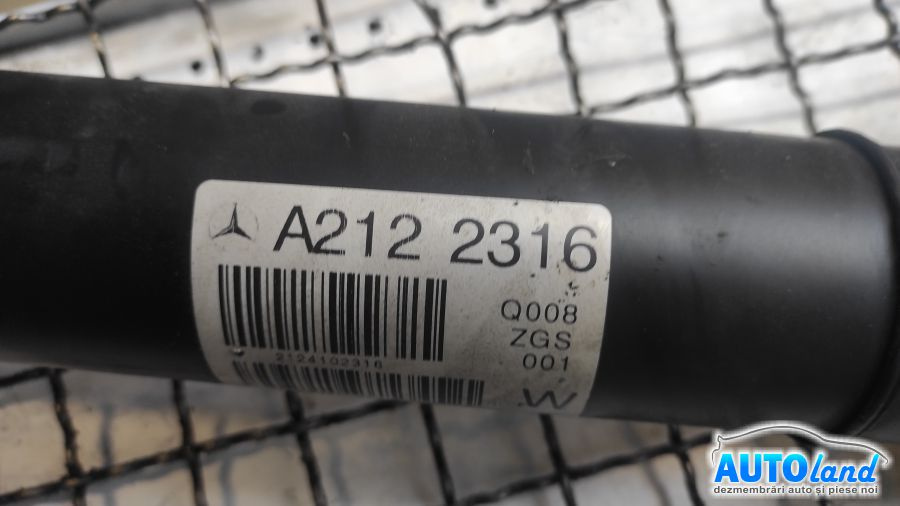 A212 2316
Q008
ZGS
001
2124102316
W
AUTOland
dezmembrări auto și piese noi